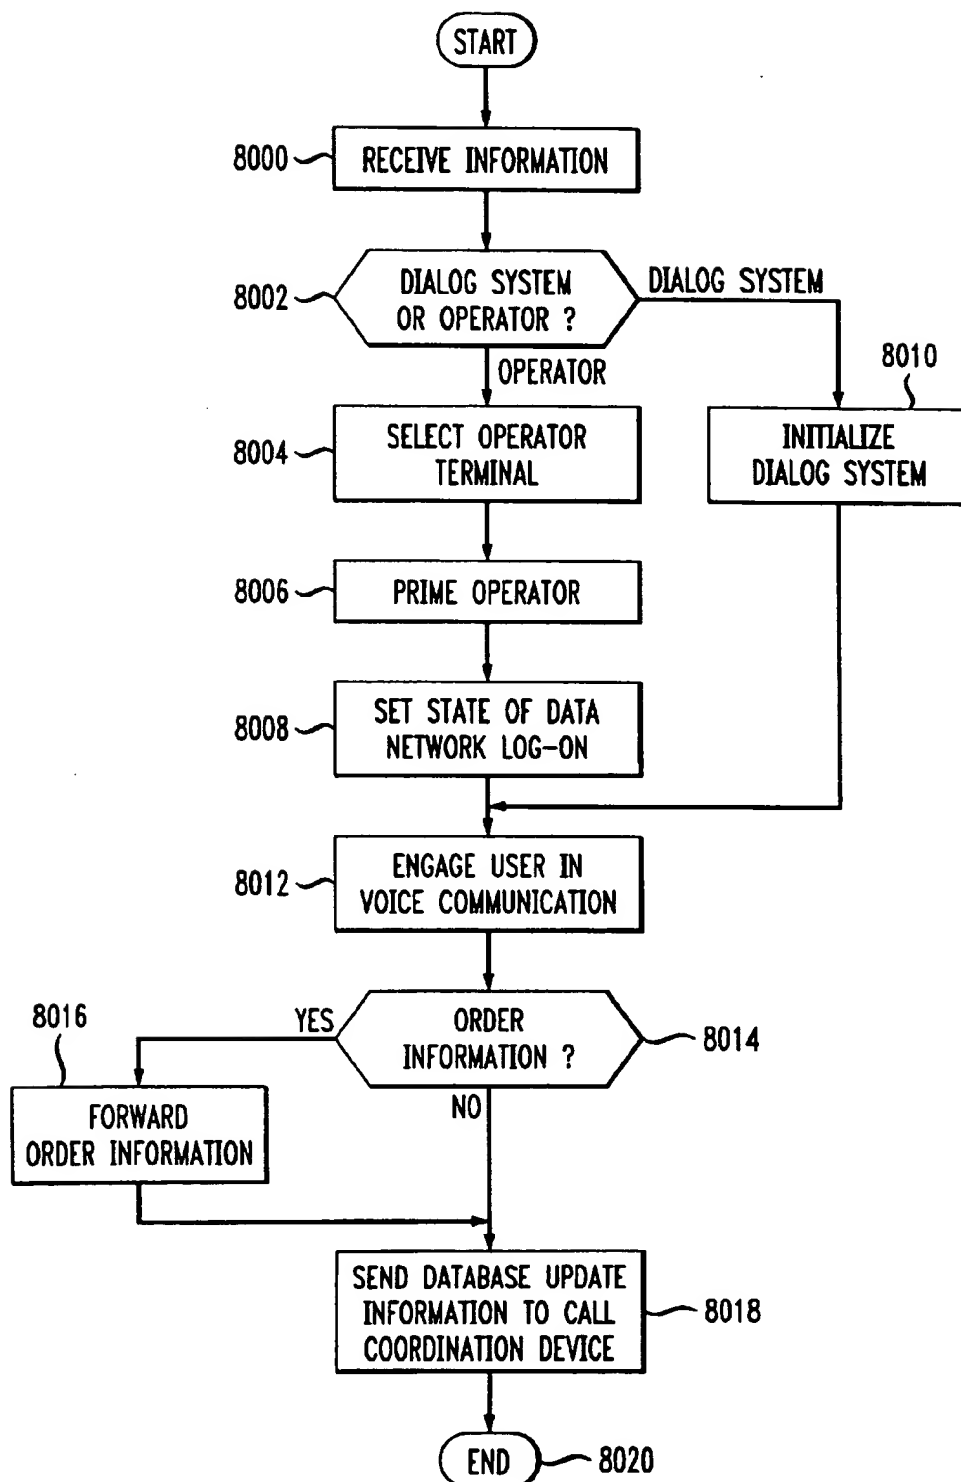 START
8000
RECEIVE INFORMATION
8002
DIALOG SYSTEM
OR OPERATOR ?
DIALOG SYSTEM
OPERATOR
8010
8004
SELECT OPERATOR
TERMINAL
INITIALIZE
DIALOG SYSTEM
8006
PRIME OPERATOR
8008
SET STATE OF DATA
NETWORK LOG-ON
8012
ENGAGE USER IN
VOICE COMMUNICATION
8016
YES
ORDER
INFORMATION ?
8014
NO
FORWARD
ORDER INFORMATION
SEND DATABASE UPDATE
INFORMATION TO CALL
COORDINATION DEVICE
8018
END
8020